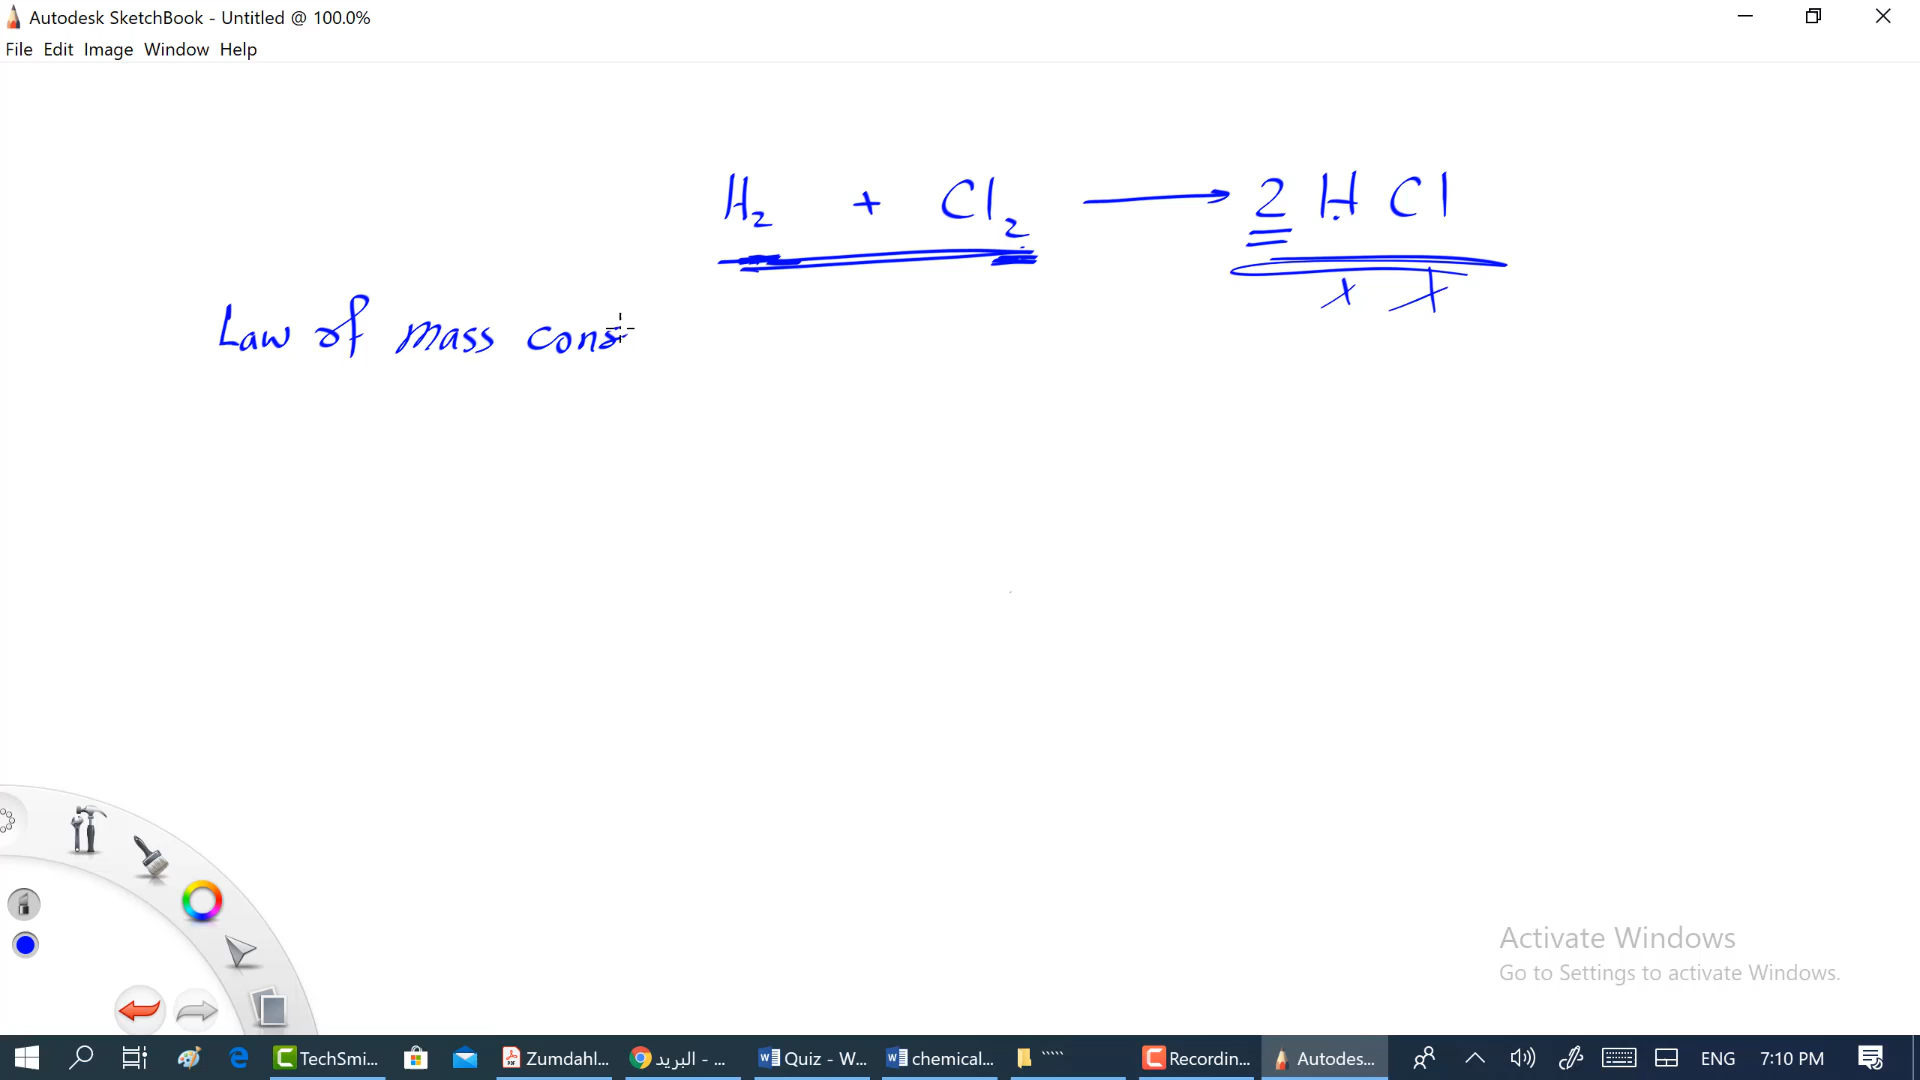 Autodesk SketchBook - Untitled @ 100.0%
File Edit Image Window Help
H2 + Cl2 → 2 H Cl
x x
Law of mass cons
Activate Windows
Go to Settings to activate Windows.
TechSmi... Zumdahl... البريد - ... Quiz - W... chemical... ````` Recordin... Autodes... ENG 7:10 PM